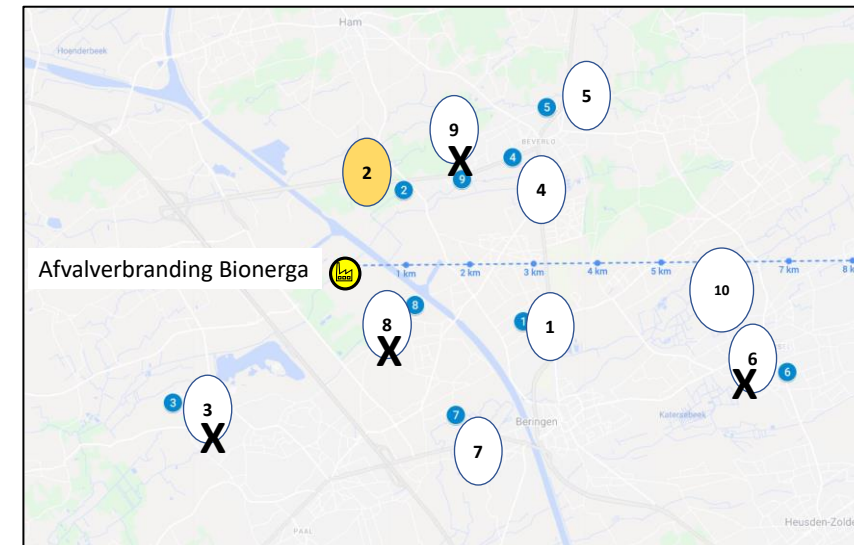 Ham
Hoenderbeek
5
5
9
X
BEVERLO
4
2
2
9
4
Afvalverbranding Bionerga
1 km
2 km
3 km
4 km
5 km
7 km
8 k
10
8
8
X
1
1
6
X
6
3
3
X
7
7
Beringen
PAAL
Heusden-Zolde